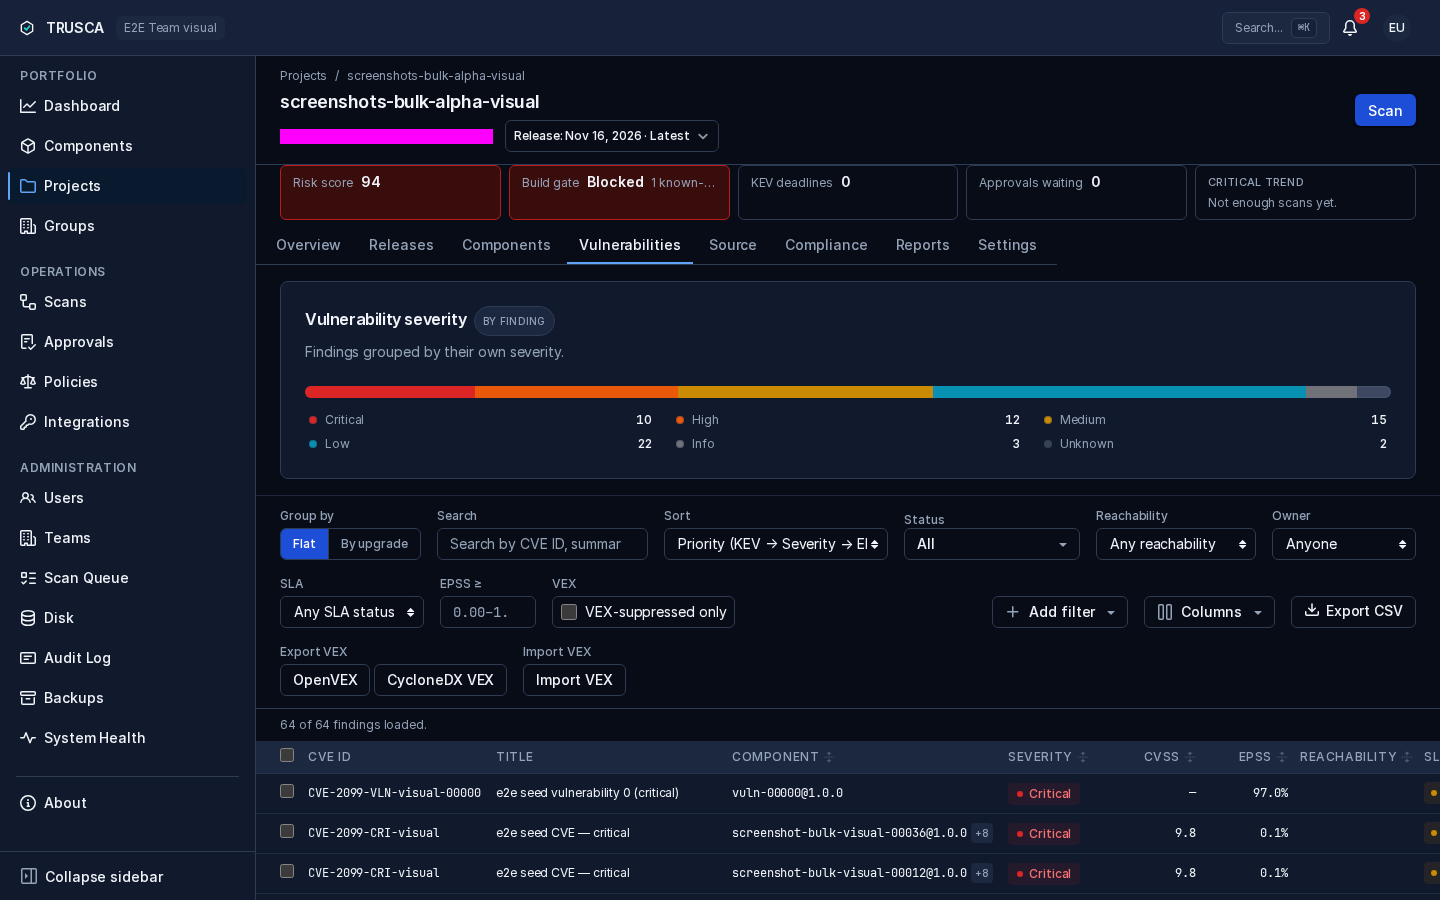 TRUSCA
E2E Team visual
Search... ⌘K
3
EU
PORTFOLIO
Dashboard
Components
Projects
Groups
OPERATIONS
Scans
Approvals
Policies
Integrations
ADMINISTRATION
Users
Teams
Scan Queue
Disk
Audit Log
Backups
System Health
About
Collapse sidebar
Projects / screenshots-bulk-alpha-visual
screenshots-bulk-alpha-visual
Release: Nov 16, 2026 · Latest
Scan
Risk score 94
Build gate Blocked 1 known-...
KEV deadlines 0
Approvals waiting 0
CRITICAL TREND
Not enough scans yet.
Overview Releases Components Vulnerabilities Source Compliance Reports Settings
Vulnerability severity BY FINDING
Findings grouped by their own severity.
Critical 10 High 12 Medium 15
Low 22 Info 3 Unknown 2
Group by Search Sort Status Reachability Owner
Flat By upgrade Search by CVE ID, summar Priority (KEV → Severity → EI All Any reachability Anyone
SLA EPSS ≥ VEX
Any SLA status 0.00–1. VEX-suppressed only Add filter Columns Export CSV
Export VEX Import VEX
OpenVEX CycloneDX VEX Import VEX
64 of 64 findings loaded.
CVE ID TITLE COMPONENT SEVERITY CVSS EPSS REACHABILITY SL
CVE-2099-VLN-visual-00000 e2e seed vulnerability 0 (critical) vuln-00000@1.0.0 Critical — 97.0%
CVE-2099-CRI-visual e2e seed CVE — critical screenshot-bulk-visual-00036@1.0.0 +8 Critical 9.8 0.1%
CVE-2099-CRI-visual e2e seed CVE — critical screenshot-bulk-visual-00012@1.0.0 +8 Critical 9.8 0.1%